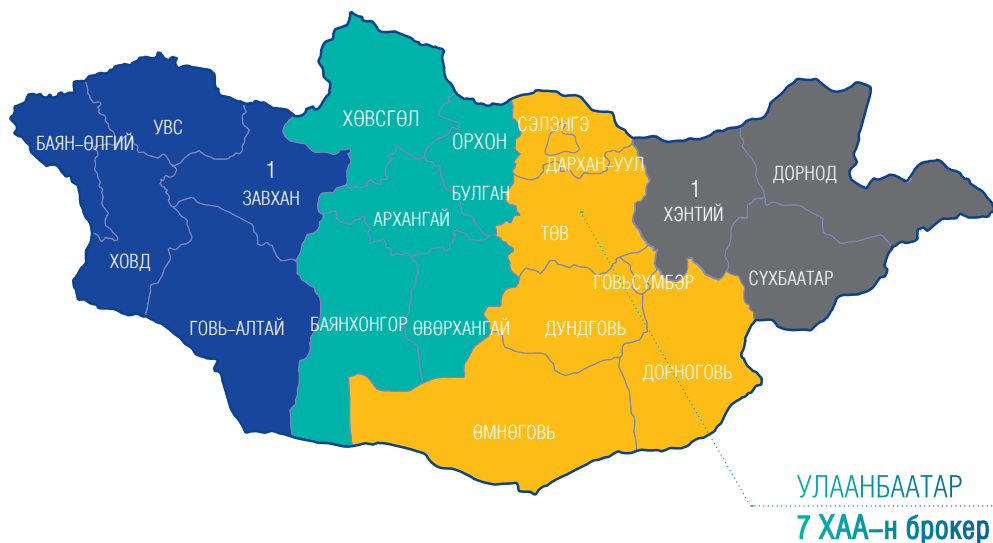 ХӨВСГӨЛ
СЭЛЭНГЭ
УВС
БАЯН–ӨЛГИЙ
ОРХОН
ДАРХАН-УУЛ
1
ЗАВХАН
ДОРНОД
1
ХЭНТИЙ
БУЛГАН
АРХАНГАЙ
ТӨВ
ХОВД
ГОВЬСҮМБЭР
СҮХБААТАР
ГОВЬ–АЛТАЙ
БАЯНХОНГОР
ӨВӨРХАНГАЙ
ДУНДГОВЬ
ДОРНОГОВЬ
ӨМНӨГОВЬ
УЛААНБААТАР
7 ХАА–н брокер